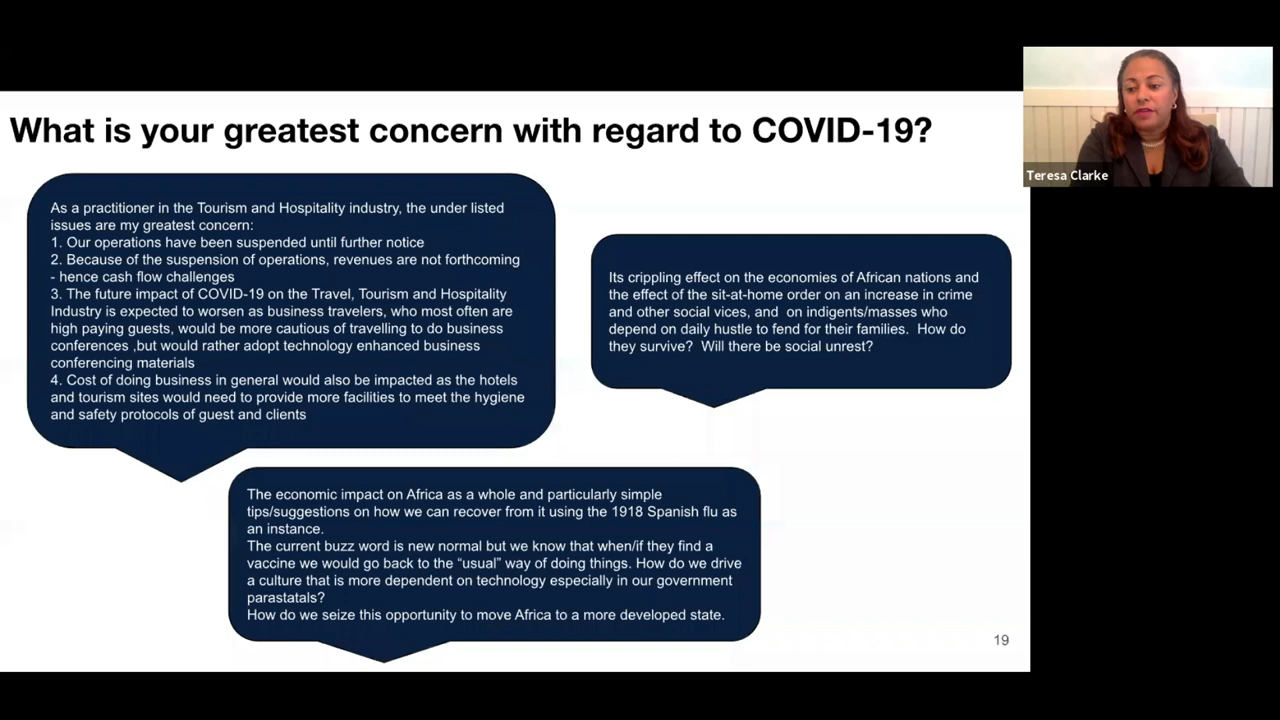 What is your greatest concern with regard to COVID-19?
Teresa Clarke
As a practitioner in the Tourism and Hospitality industry, the under listed
issues are my greatest concern:
1. Our operations have been suspended until further notice
2. Because of the suspension of operations, revenues are not forthcoming
- hence cash flow challenges
3. The future impact of COVID-19 on the Travel, Tourism and Hospitality
Industry is expected to worsen as business travelers, who most often are
high paying guests, would be more cautious of travelling to do business
conferences ,but would rather adopt technology enhanced business
conferencing materials
4. Cost of doing business in general would also be impacted as the hotels
and tourism sites would need to provide more facilities to meet the hygiene
and safety protocols of guest and clients
Its crippling effect on the economies of African nations and
the effect of the sit-at-home order on an increase in crime
and other social vices, and  on indigents/masses who
depend on daily hustle to fend for their families.  How do
they survive?  Will there be social unrest?
The economic impact on Africa as a whole and particularly simple
tips/suggestions on how we can recover from it using the 1918 Spanish flu as
an instance.
The current buzz word is new normal but we know that when/if they find a
vaccine we would go back to the “usual” way of doing things. How do we drive
a culture that is more dependent on technology especially in our government
parastatals?
How do we seize this opportunity to move Africa to a more developed state.
19